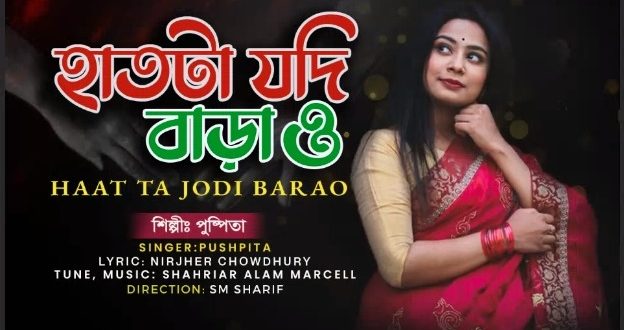 হাতটা যদি
বাড়াও
HAAT TA JODI BARAO
শিল্পীঃ পুষ্পিতা
SINGER:PUSHPITA
LYRIC: NIRJHER CHOWDHURY
TUNE, MUSIC: SHAHRIAR ALAM MARCELL
DIRECTION: SM SHARIF